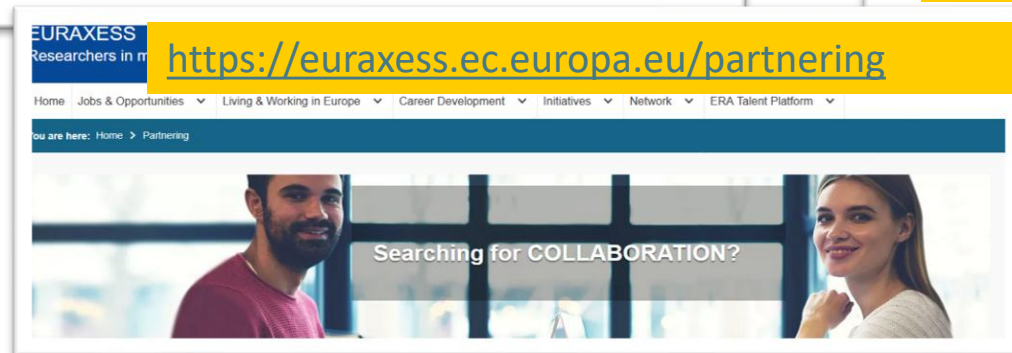 EURAXESS
Researchers in m
https://euraxess.ec.europa.eu/partnering
Home Jobs & Opportunities Living & Working in Europe Career Development Initiatives Network ERA Talent Platform
You are here: Home > Partnering
Searching for COLLABORATION?